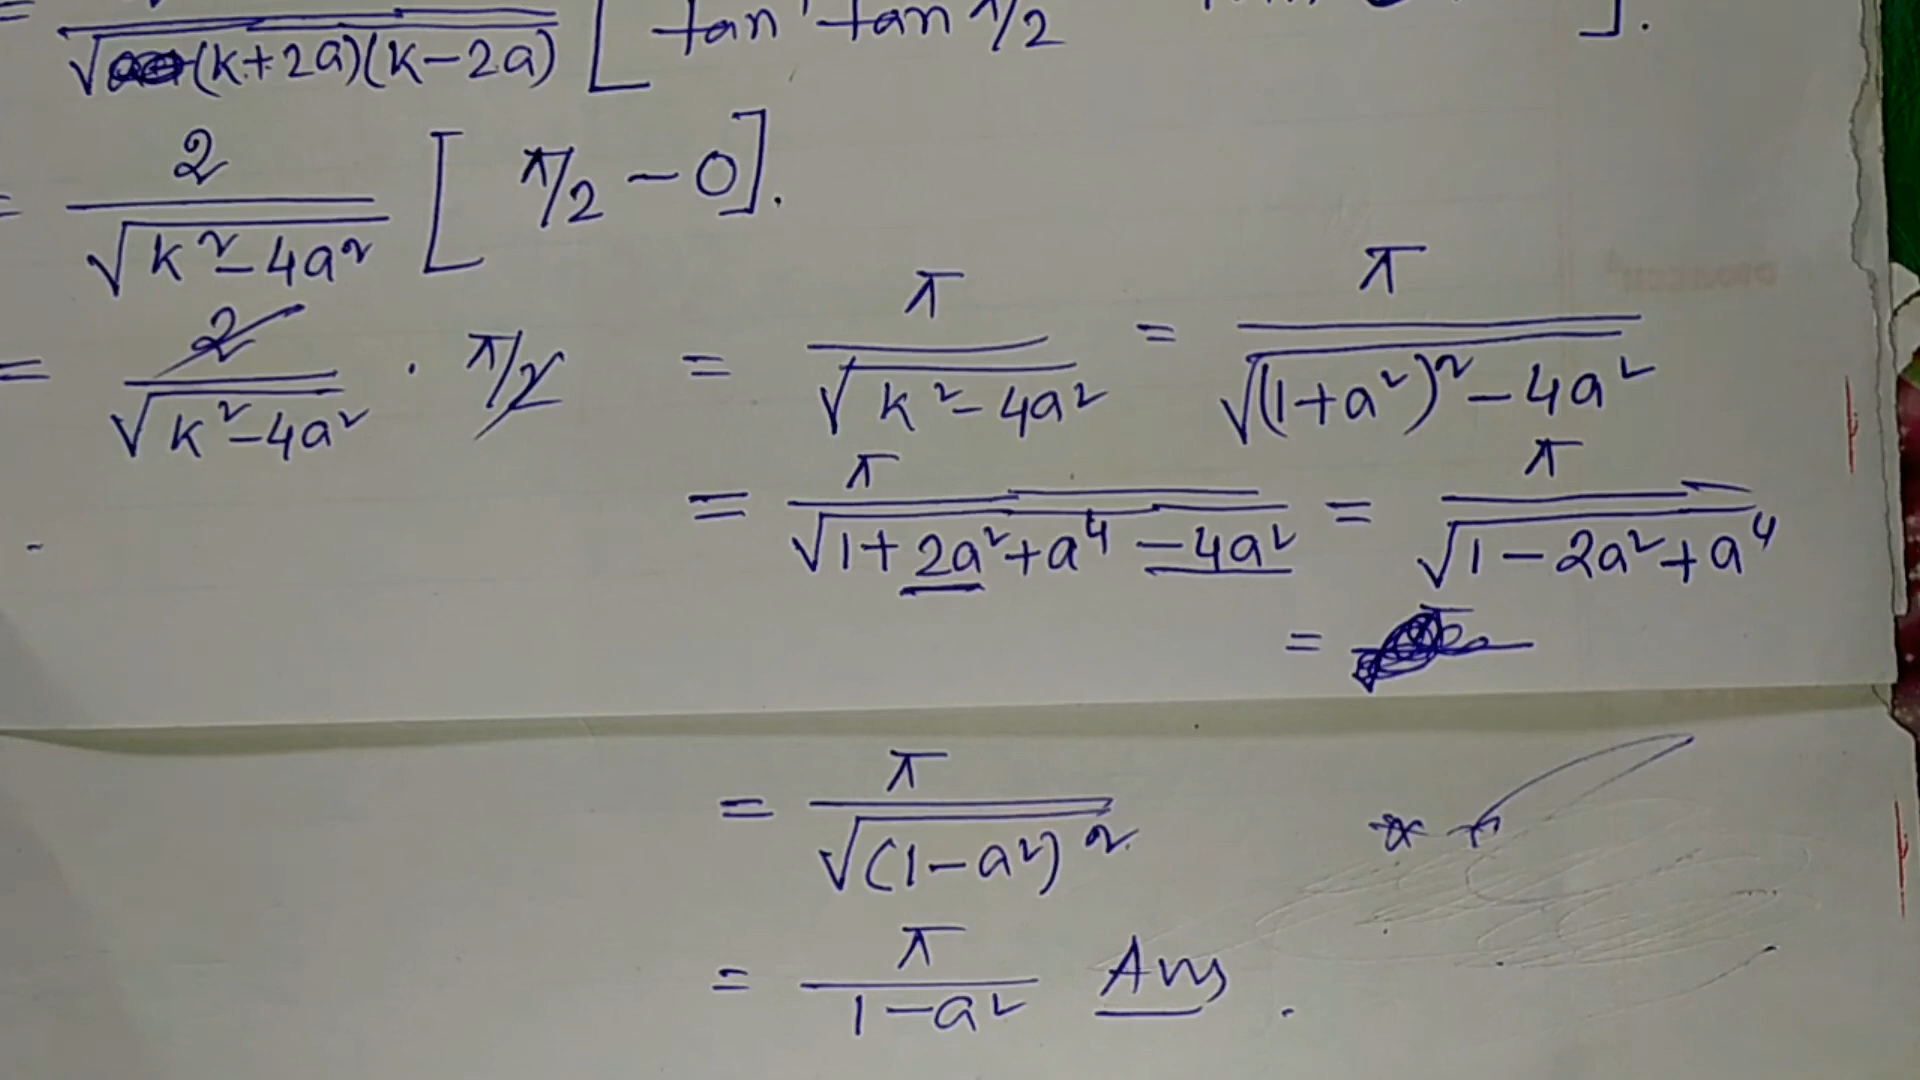 = √(k+2a)(k-2a) [ tan⁻¹ tan π/2 ].
= 2/√(k²-4a²) [ π/2 - 0 ].
= 2/√(k²-4a²) · π/2 = π/√(k²-4a²) = π/√((1+a²)²-4a²)
= π/√(1+2a²+a⁴-4a²) = π/√(1-2a²+a⁴)
=
= π/√((1-a²)²)
= π/(1-a²) Ans.